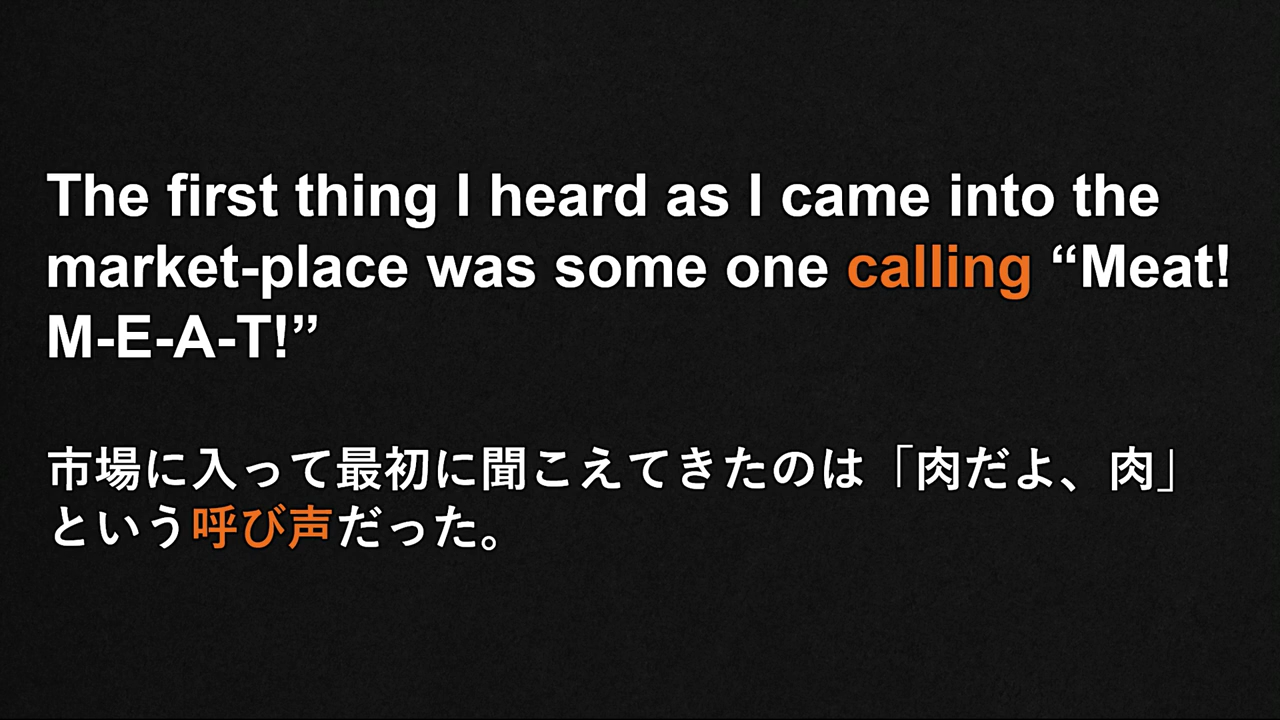 The first thing I heard as I came into the
market-place was some one calling “Meat!
M-E-A-T!”
市場に入って最初に聞こえてきたのは「肉だよ、肉」
という呼び声だった。